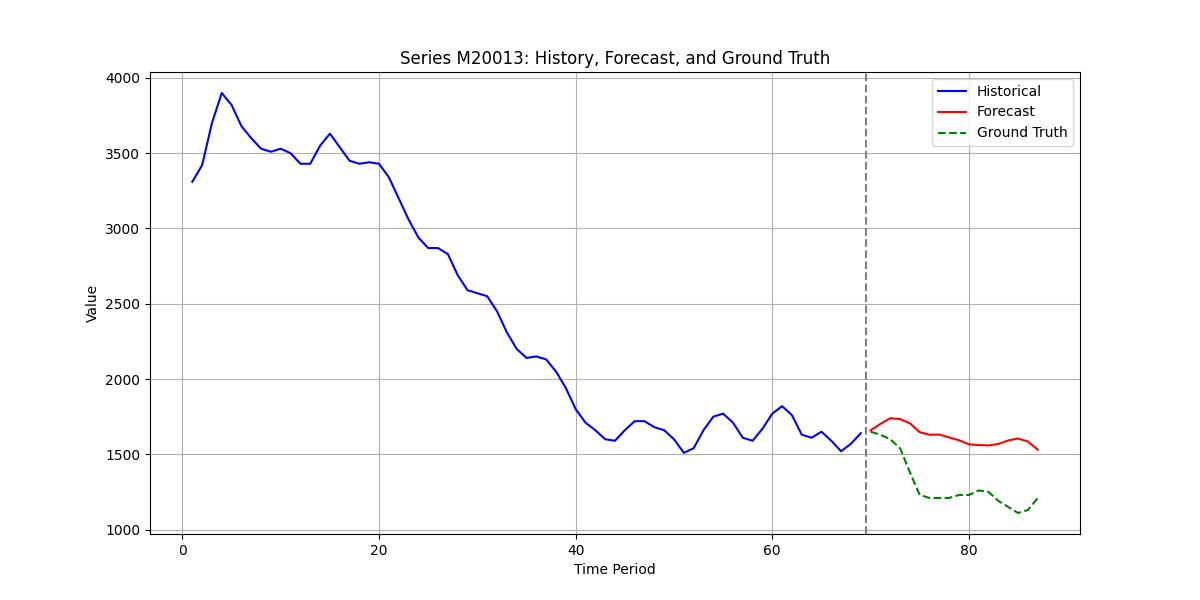 Series M20013: History, Forecast, and Ground Truth
4000
3500
3000
2500
2000
1500
1000
Value
0
20
40
60
80
Time Period
Historical
Forecast
Ground Truth